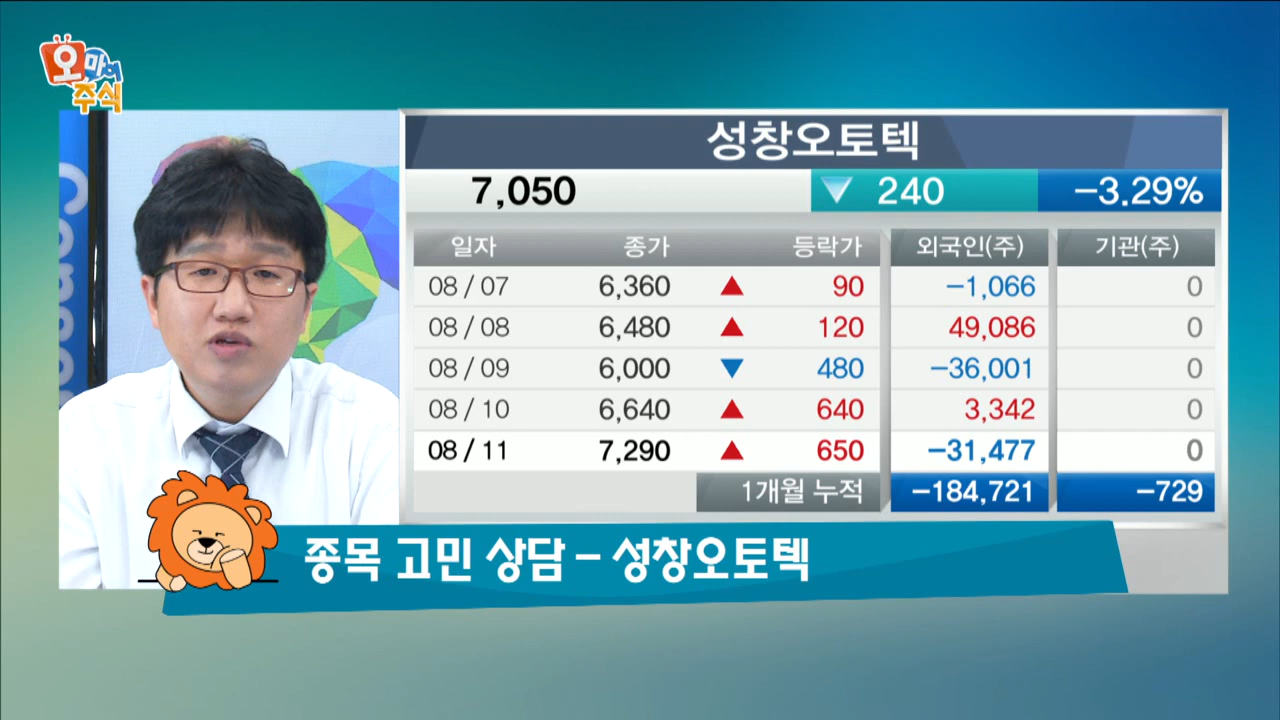 오마이
주식
성창오토텍
7,050 ▼ 240 -3.29%
일자 종가 등락가 외국인(주) 기관(주)
08 / 07 6,360 ▲ 90 -1,066 0
08 / 08 6,480 ▲ 120 49,086 0
08 / 09 6,000 ▼ 480 -36,001 0
08 / 10 6,640 ▲ 640 3,342 0
08 / 11 7,290 ▲ 650 -31,477 0
1개월 누적 -184,721 -729
종목 고민 상담 - 성창오토텍